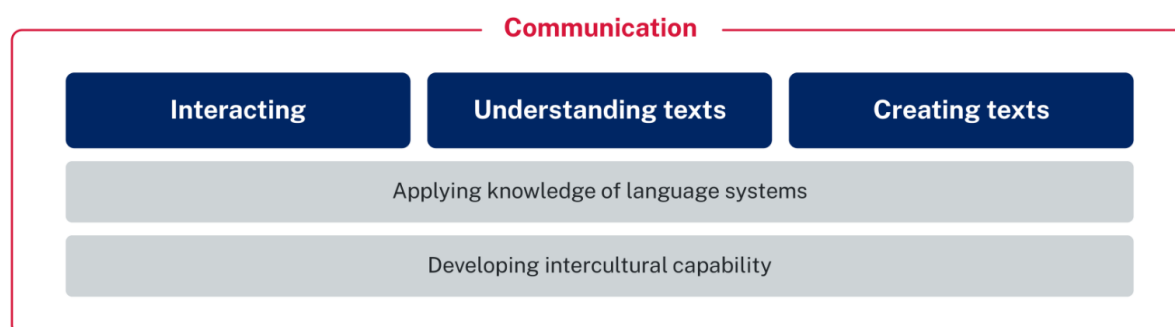 Communication
Interacting
Understanding texts
Creating texts
Applying knowledge of language systems
Developing intercultural capability